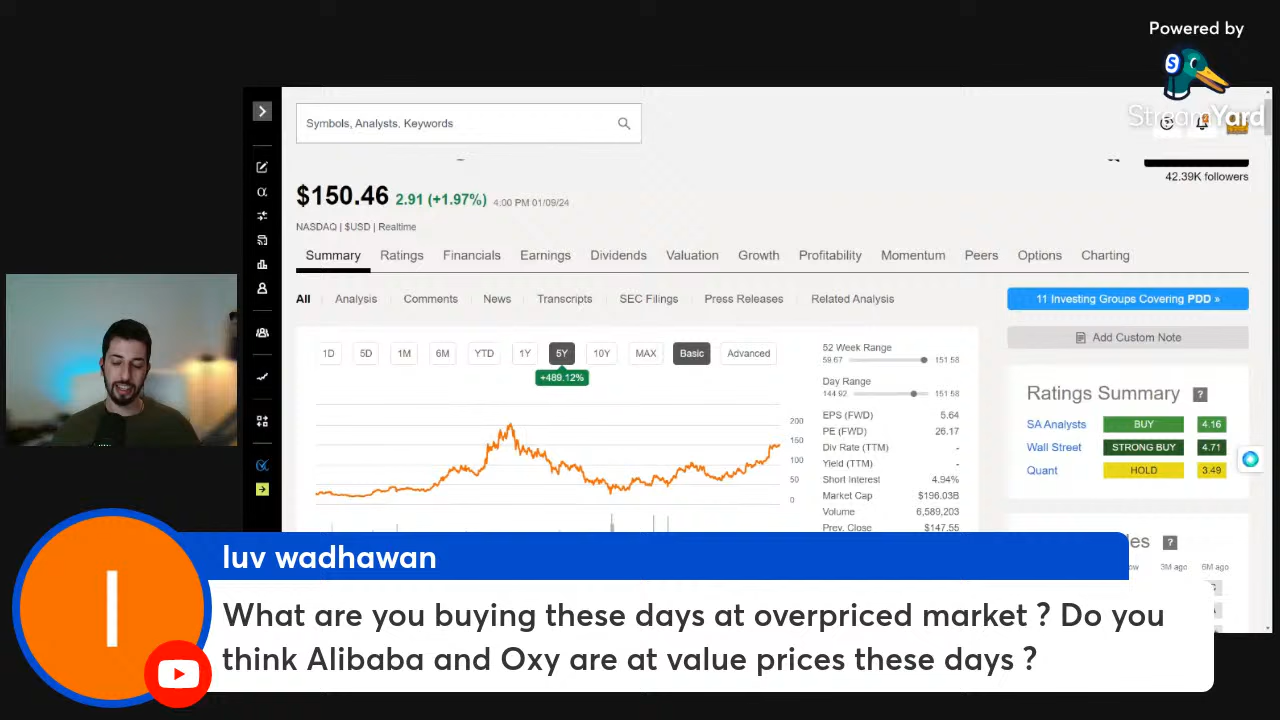 Powered by
StreamYard
Symbols, Analysts, Keywords
42.39K followers
$150.46 2.91 (+1.97%) 4:00 PM 01/09/24
NASDAQ | $USD | Realtime
Summary Ratings Financials Earnings Dividends Valuation Growth Profitability Momentum Peers Options Charting
All Analysis Comments News Transcripts SEC Filings Press Releases Related Analysis
11 Investing Groups Covering PDD »
Add Custom Note
1D 5D 1M 6M YTD 1Y 5Y 10Y MAX Basic Advanced
+489.12%
200
150
100
50
0
52 Week Range
59.67 151.58
Day Range
144.92 151.58
EPS (FWD) 5.64
PE (FWD) 26.17
Div Rate (TTM) -
Yield (TTM) -
Short Interest 4.94%
Market Cap $196.03B
Volume 6,589,203
Prev. Close $147.55
Ratings Summary ?
SA Analysts BUY 4.16
Wall Street STRONG BUY 4.71
Quant HOLD 3.49
?
3M ago 6M ago
l
luv wadhawan
What are you buying these days at overpriced market ? Do you
think Alibaba and Oxy are at value prices these days ?